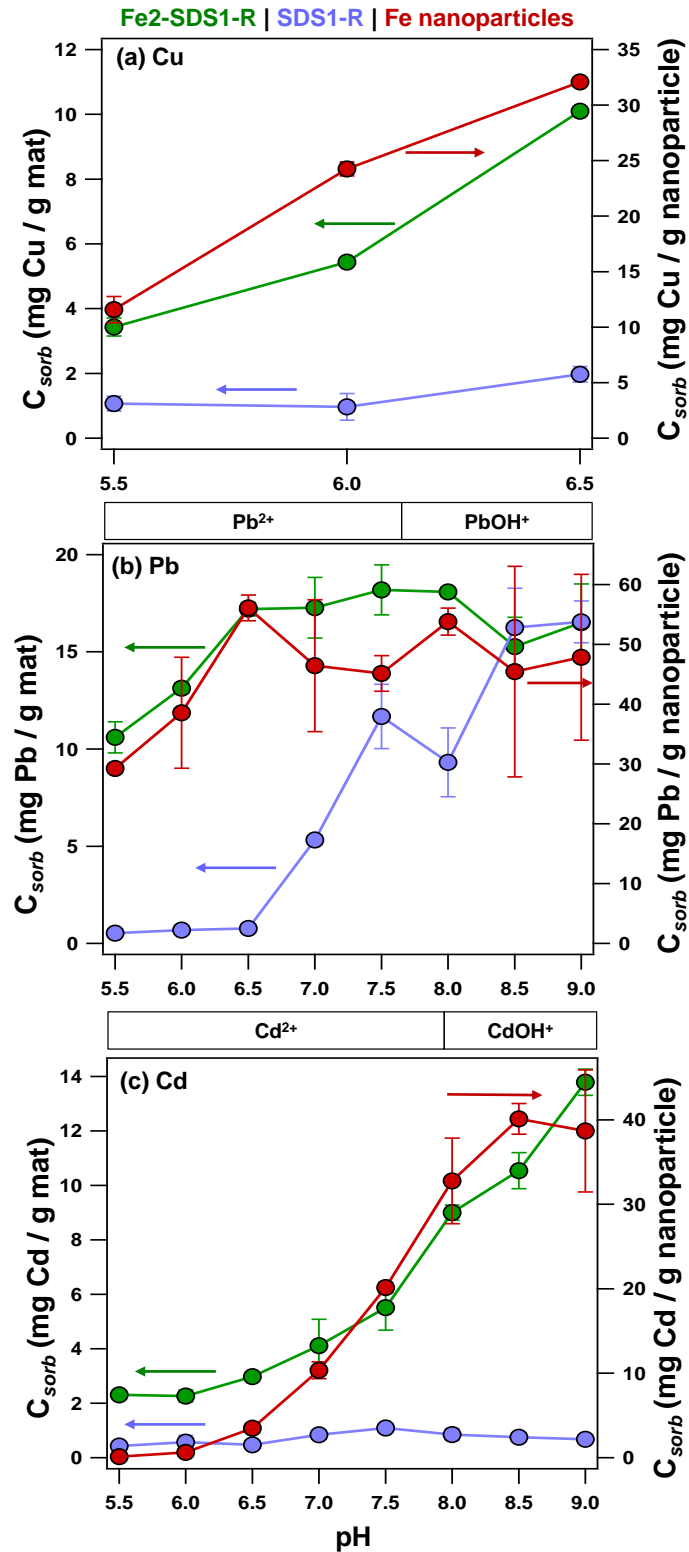 Fe2-SDS1-R | SDS1-R | Fe nanoparticles
(a) Cu
12
10
8
6
4
2
0
C_sorb (mg Cu / g mat)
35
30
25
20
15
10
5
0
C_sorb (mg Cu / g nanoparticle)
5.5 6.0 6.5
Pb²⁺ PbOH⁺
(b) Pb
20
15
10
5
0
C_sorb (mg Pb / g mat)
60
50
40
30
20
10
0
C_sorb (mg Pb / g nanoparticle)
5.5 6.0 6.5 7.0 7.5 8.0 8.5 9.0
Cd²⁺ CdOH⁺
(c) Cd
14
12
10
8
6
4
2
0
C_sorb (mg Cd / g mat)
40
30
20
10
0
C_sorb (mg Cd / g nanoparticle)
5.5 6.0 6.5 7.0 7.5 8.0 8.5 9.0
pH